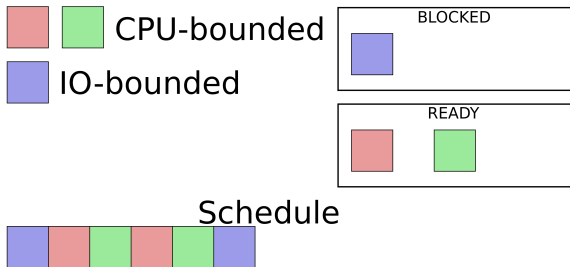 CPU-bounded
IO-bounded
BLOCKED
READY
Schedule